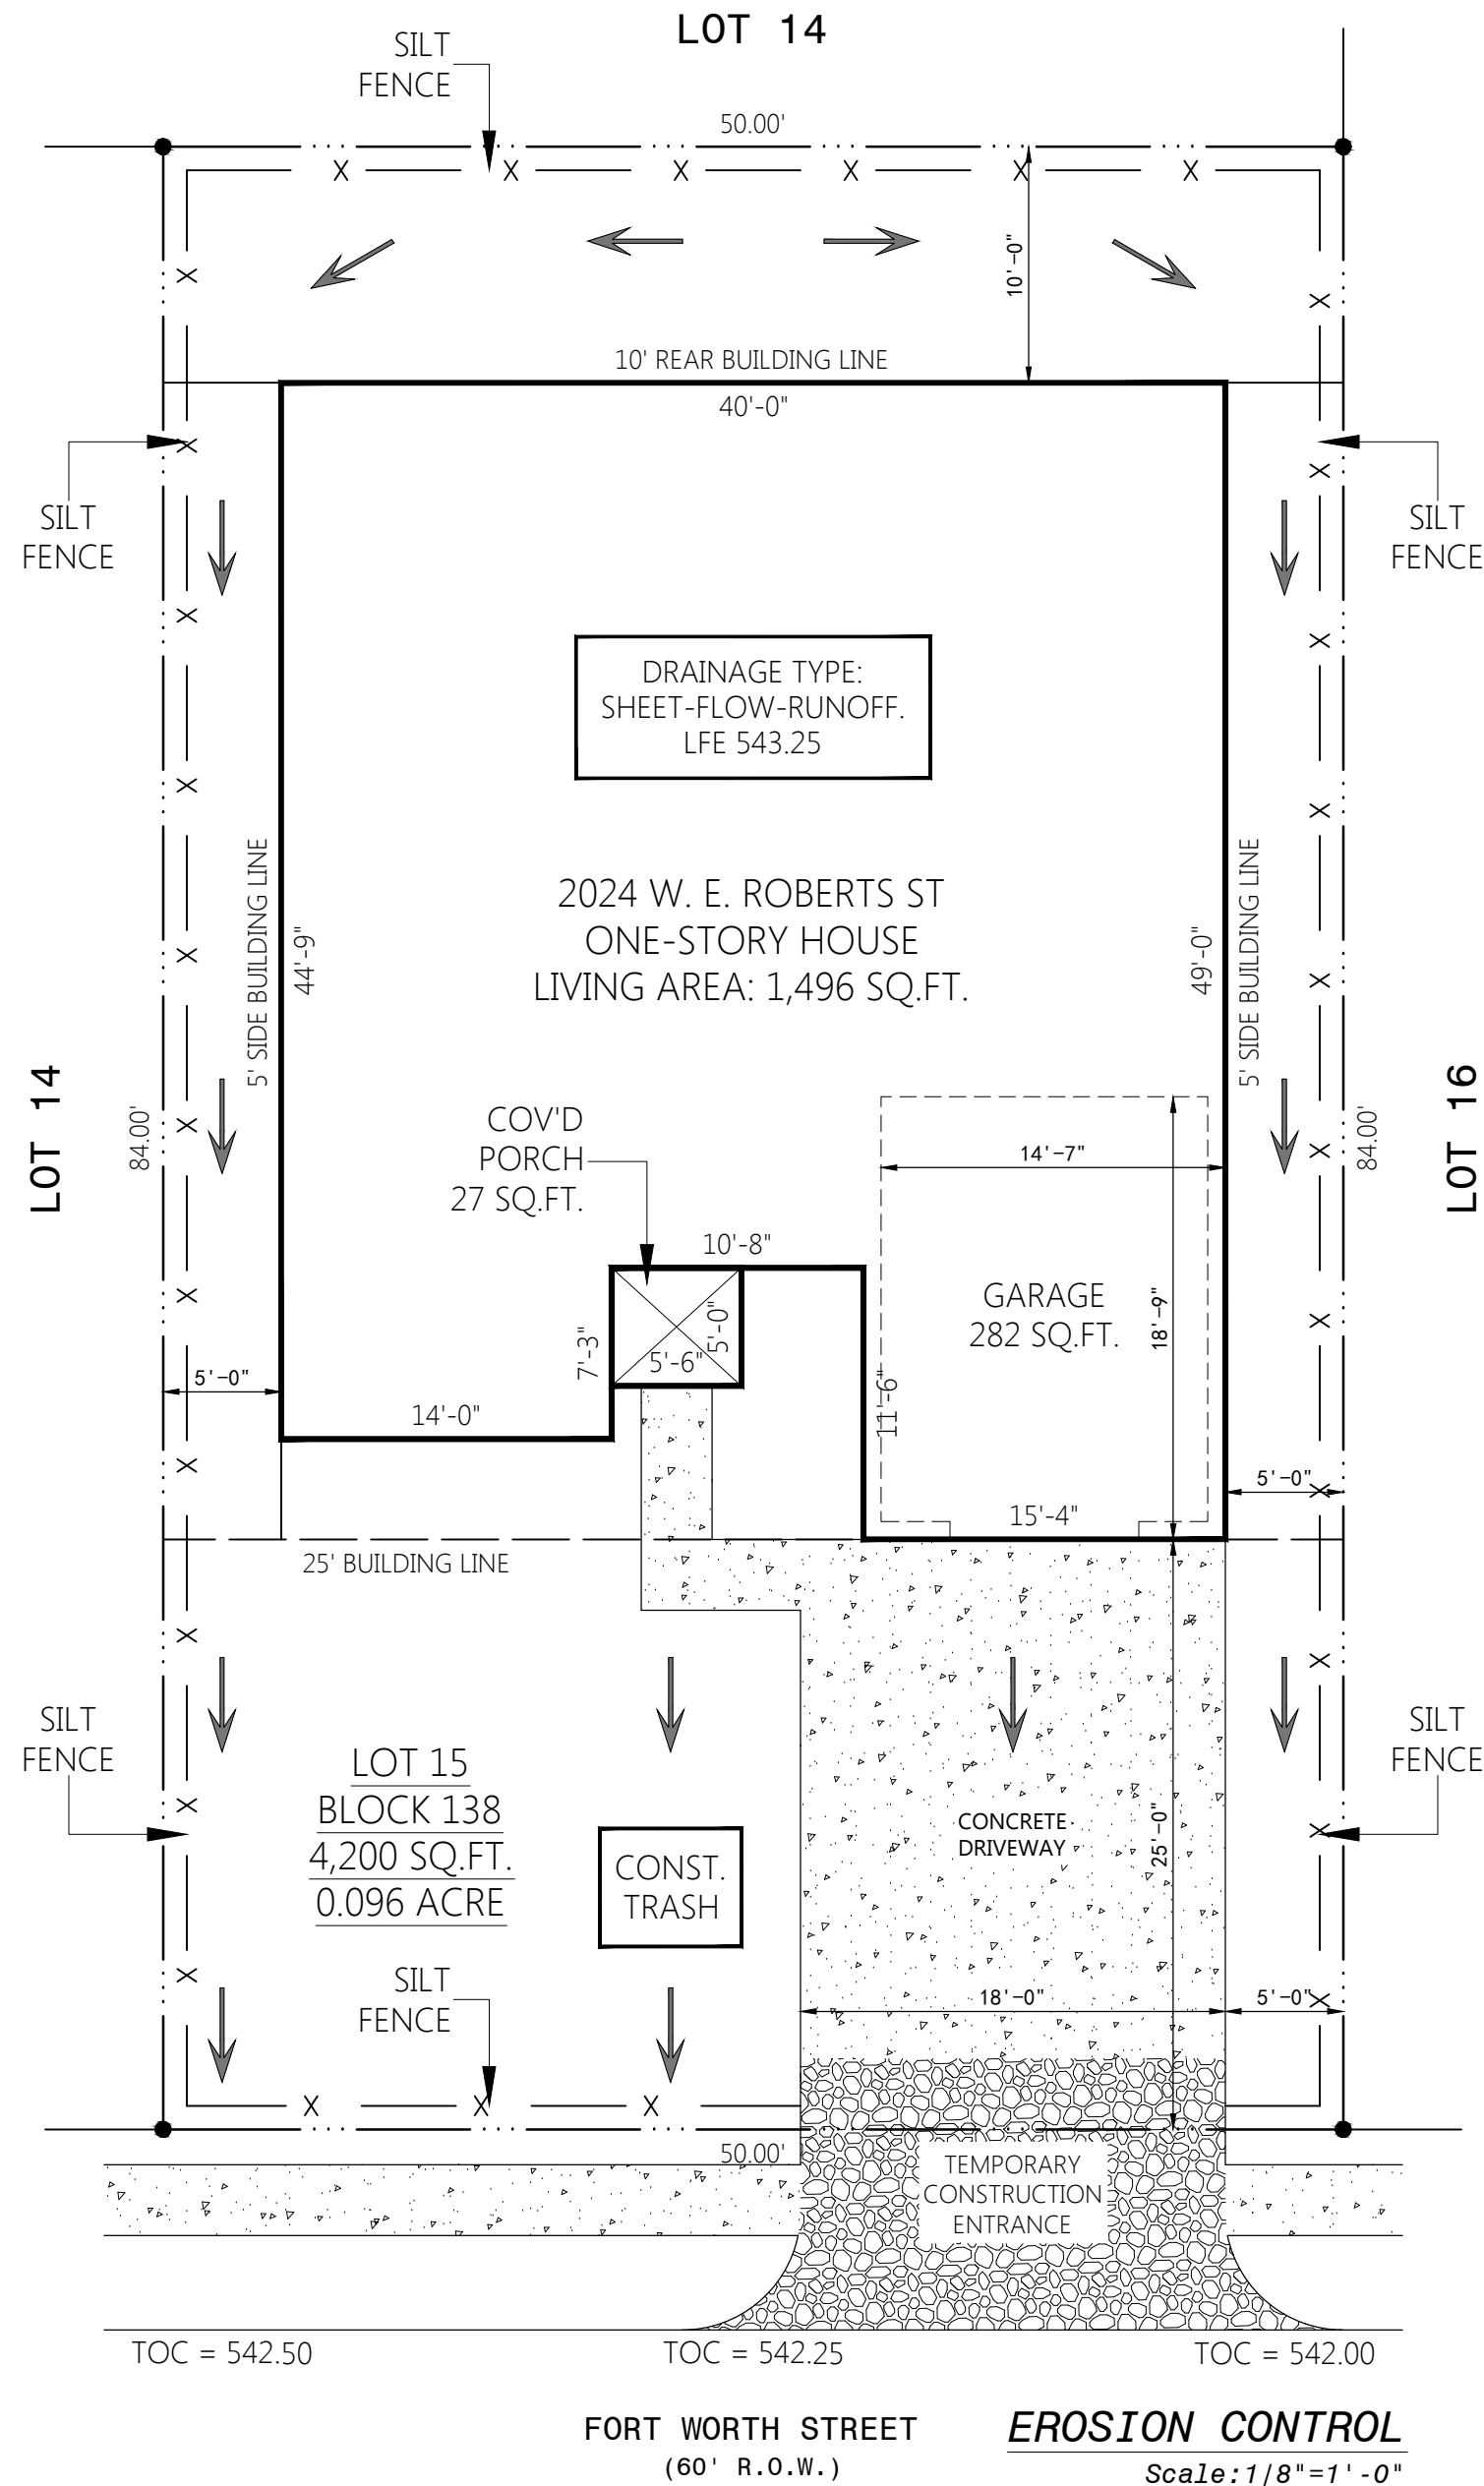 LOT 14
SILT
FENCE
50.00'
X X X X X X
10'-0"
10' REAR BUILDING LINE
40'-0"
SILT
FENCE
SILT
FENCE
DRAINAGE TYPE:
SHEET-FLOW-RUNOFF.
LFE 543.25
2024 W. E. ROBERTS ST
ONE-STORY HOUSE
LIVING AREA: 1,496 SQ.FT.
5' SIDE BUILDING LINE
44'-9"
49'-0"
5' SIDE BUILDING LINE
LOT 14
84.00'
84.00'
LOT 16
COV'D
PORCH
27 SQ.FT.
14'-7"
10'-8"
GARAGE
282 SQ.FT.
18'-9"
7'-3"
5'-0"
5'-6"
11'-6"
5'-0"
14'-0"
15'-4"
5'-0"
25' BUILDING LINE
SILT
FENCE
SILT
FENCE
LOT 15
BLOCK 138
4,200 SQ.FT.
0.096 ACRE
CONST.
TRASH
CONCRETE
DRIVEWAY
25'-0"
SILT
FENCE
18'-0"
5'-0"
X X X
50.00'
TEMPORARY
CONSTRUCTION
ENTRANCE
TOC = 542.50
TOC = 542.25
TOC = 542.00
FORT WORTH STREET
(60' R.O.W.)
EROSION CONTROL
Scale:1/8"=1'-0"